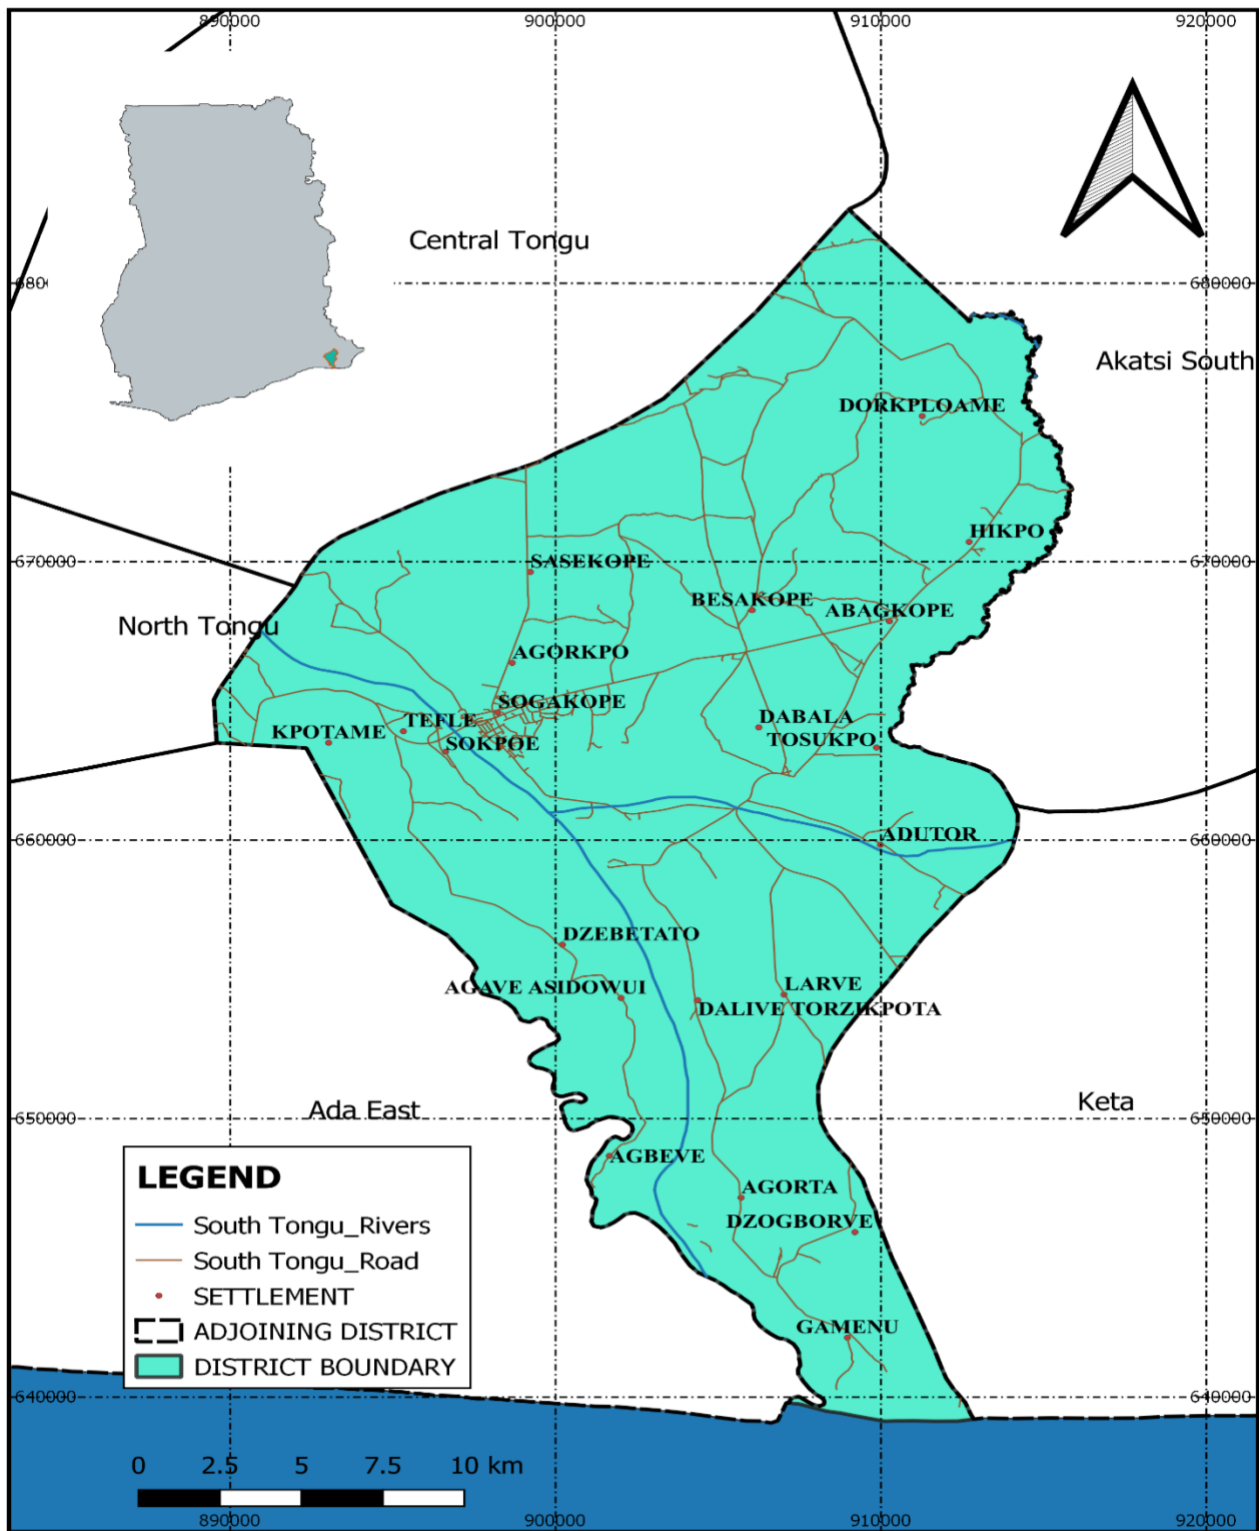 890000
900000
910000
920000
Central Tongu
680
680000
Akatsi South
DORKPLOAME
HIKPO
670000
SASEKOPE
670000
BESAKOPE
ABAGKOPE
North Tongu
AGORKPO
SOGAKOPE
TEFLE
DABALA
KPOTAME
SOKPOE
TOSUKPO
660000
ADUTOR
660000
DZEBETATO
AGAVE ASIDOWUI
LARVE
DALIVE TORZIKPOTA
Ada East
Keta
650000
650000
AGBEVE
LEGEND
AGORTA
South Tongu_Rivers
DZOGBORVE
South Tongu_Road
SETTLEMENT
GAMENU
ADJOINING DISTRICT
DISTRICT BOUNDARY
640000
640000
0 2.5 5 7.5 10 km
890000
900000
910000
920000